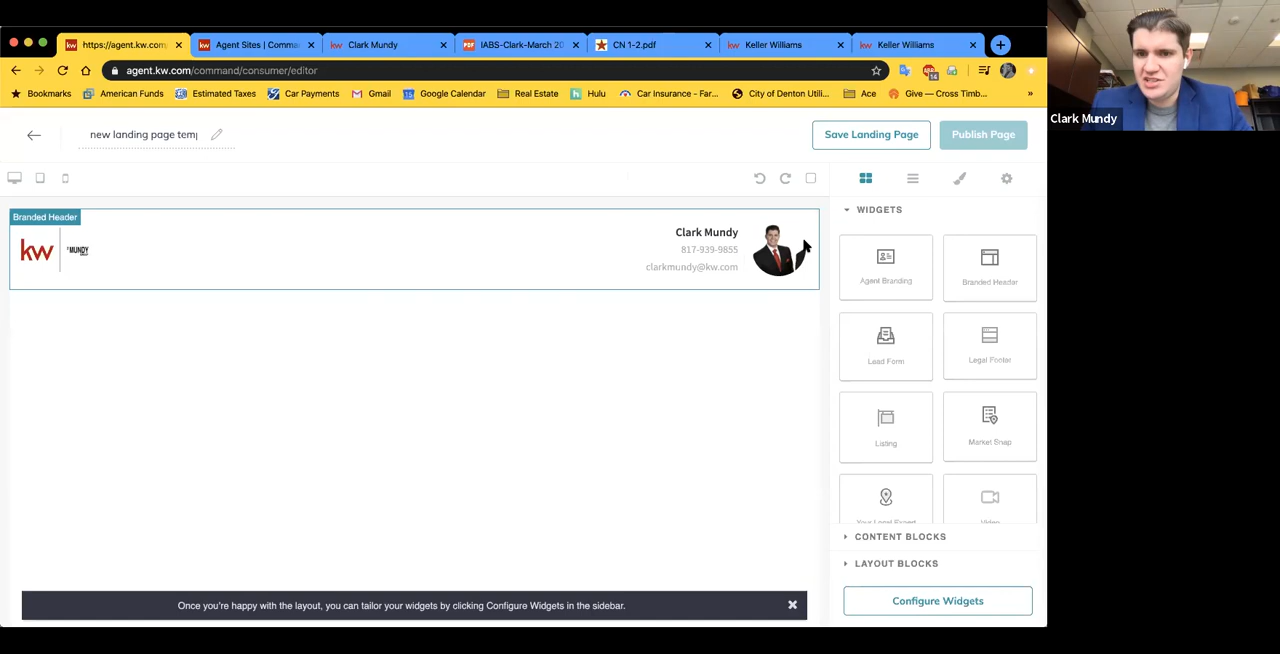 https://agent.kw.com
Agent Sites | Comma
Clark Mundy
IABS-Clark-March 20
CN 1-2.pdf
Keller Williams
Keller Williams
agent.kw.com/command/consumer/editor
14
Bookmarks
American Funds
Estimated Taxes
Car Payments
Gmail
Google Calendar
Real Estate
Hulu
Car Insurance - Far...
City of Denton Utili...
Ace
Give — Cross Timb...
»
Clark Mundy
new landing page temp
Save Landing Page
Publish Page
WIDGETS
Branded Header
kw
MUNDY
Clark Mundy
817-939-9855
clarkmundy@kw.com
Agent Branding
Branded Header
Lead Form
Legal Footer
Listing
Market Snap
Your Local Expert
Video
CONTENT BLOCKS
LAYOUT BLOCKS
Once you're happy with the layout, you can tailor your widgets by clicking Configure Widgets in the sidebar.
Configure Widgets